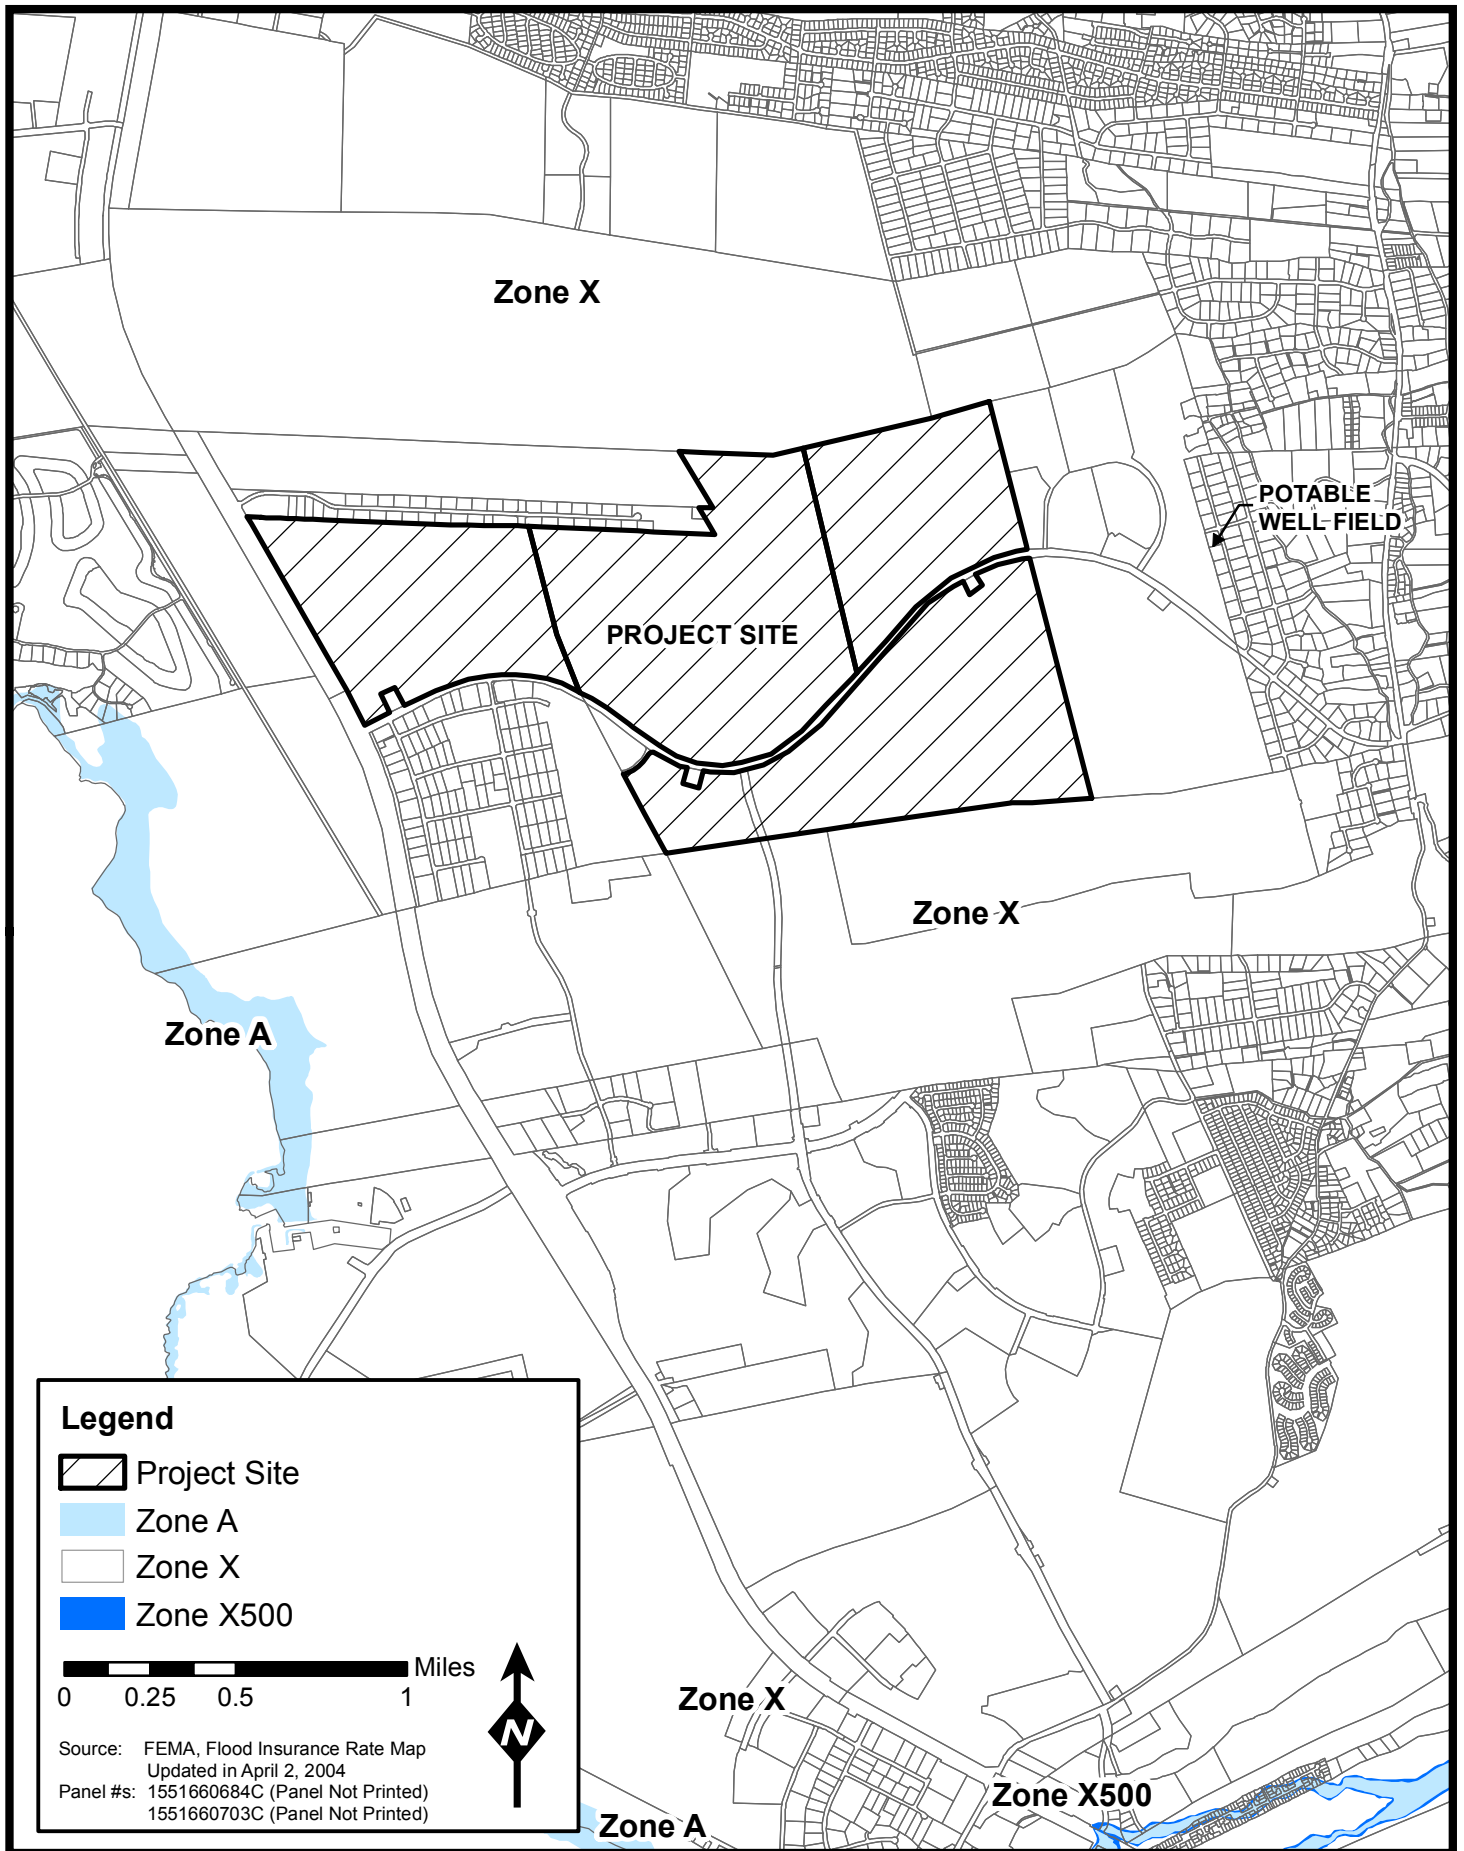 Zone X
POTABLE
WELL FIELD
PROJECT SITE
Zone X
Zone A
Legend
Project Site
Zone A
Zone X
Zone X500
Miles
0 0.25 0.5 1
N
Source: FEMA, Flood Insurance Rate Map
Updated in April 2, 2004
Panel #s: 1551660684C (Panel Not Printed)
1551660703C (Panel Not Printed)
Zone X
Zone X500
Zone A